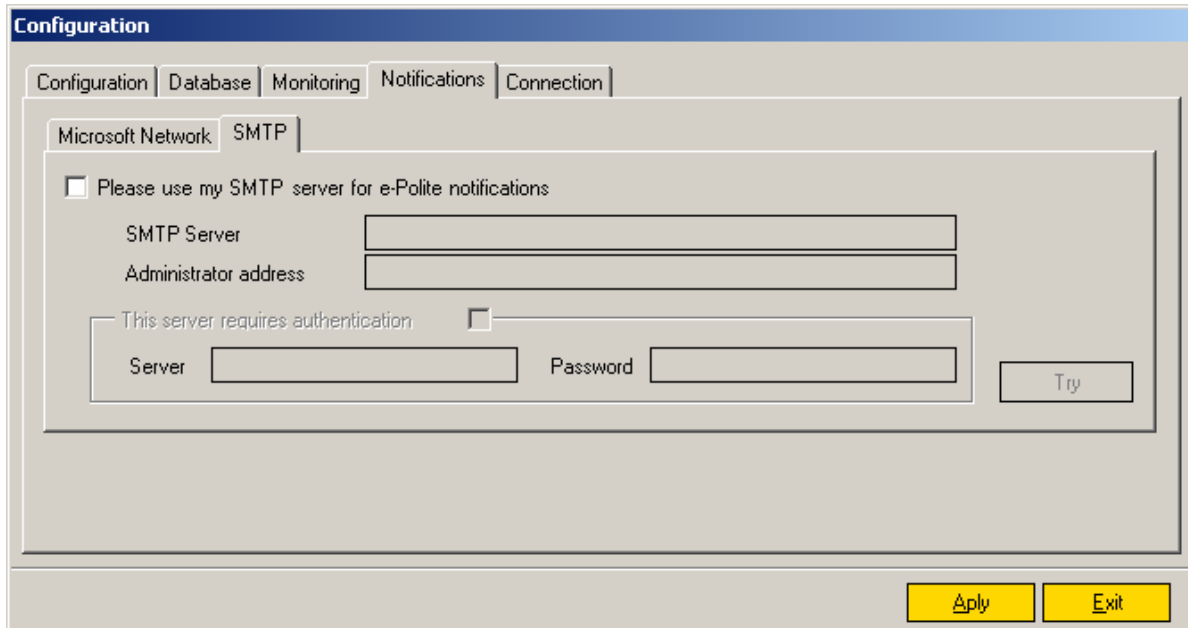 Configuration
Configuration Database Monitoring Notifications Connection
Microsoft Network SMTP
Please use my SMTP server for e-Polite notifications
SMTP Server
Administrator address
This server requires authentication
Server Password
Try
Aply Exit